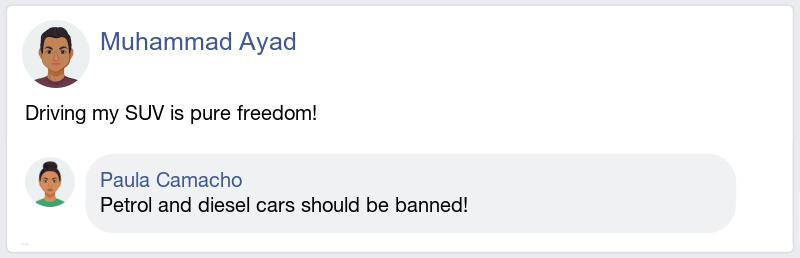 Muhammad Ayad
Driving my SUV is pure freedom!
Paula Camacho
Petrol and diesel cars should be banned!